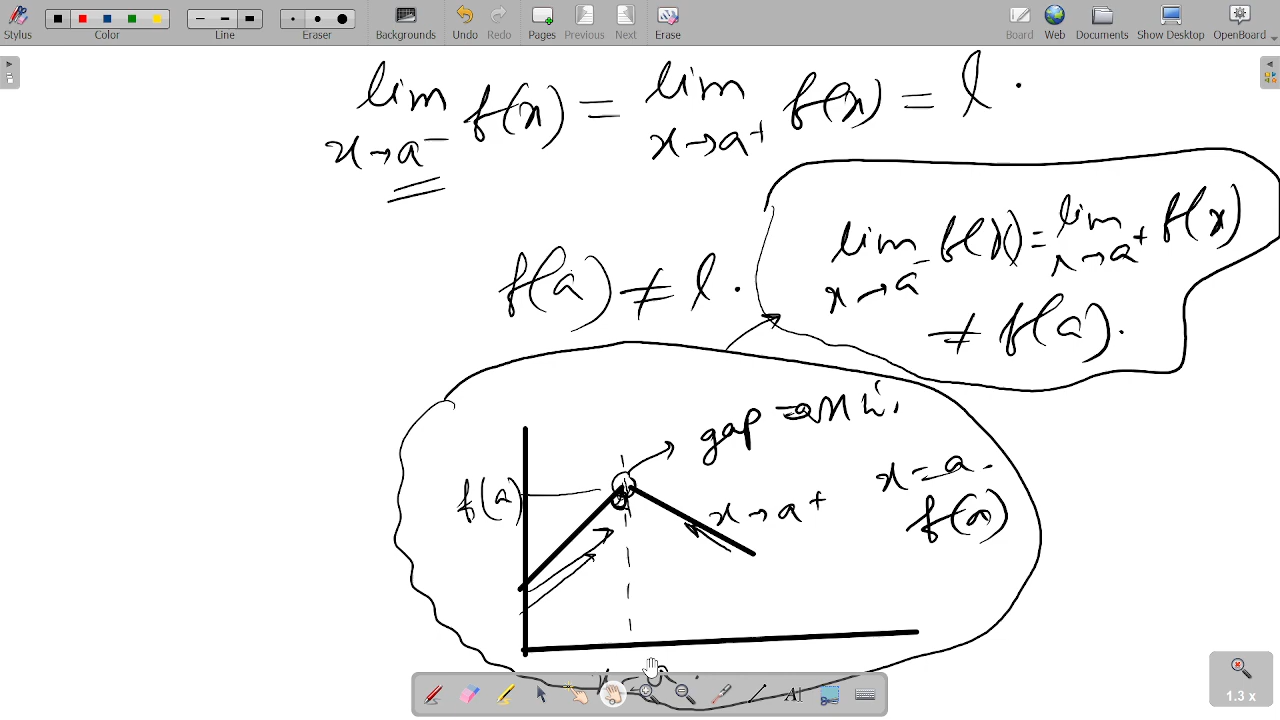 Stylus
Color
Line
Eraser
Backgrounds
Undo
Redo
Pages
Previous
Next
Erase
Board
Web
Documents
Show Desktop
OpenBoard
lim f(x) = lim f(x) = l .
x→a⁻ x→a⁺
lim f(x) = lim f(x)
x→a⁻ x→a⁺
≠ f(a).
f(a) ≠ l .
gap
x = a .
f(a)
f(a)
x→a⁺
1.3 x